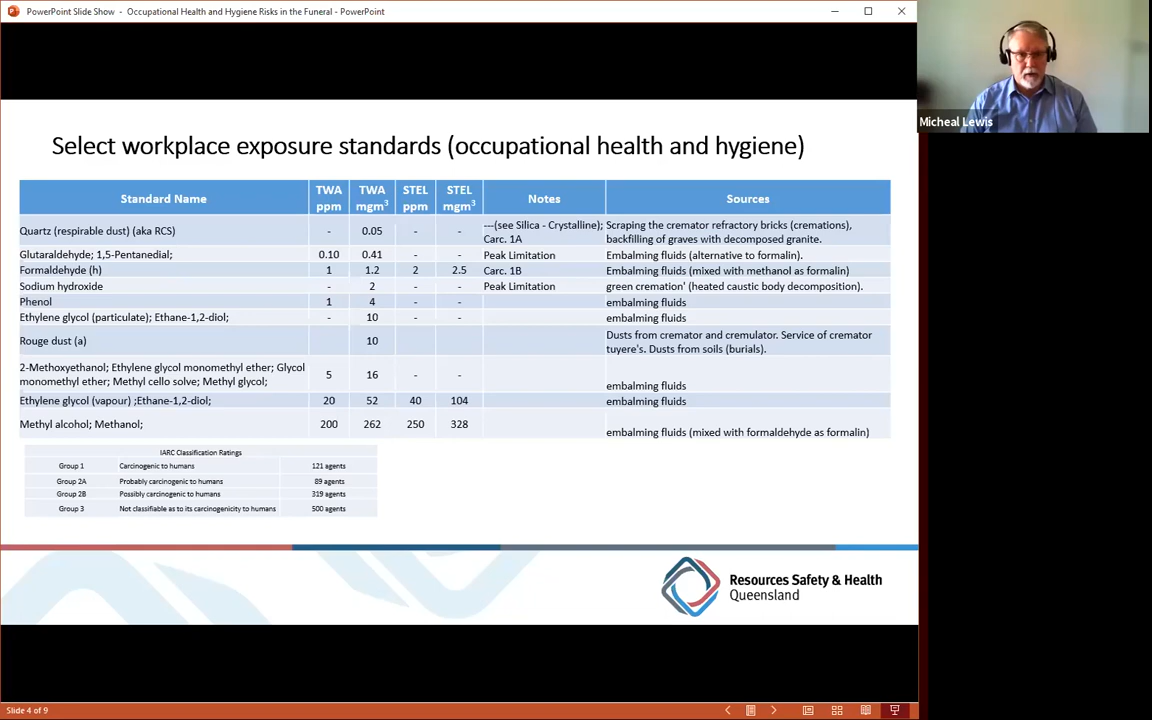 PowerPoint Slide Show - Occupational Health and Hygiene Risks in the Funeral - PowerPoint
Micheal Lewis
Select workplace exposure standards (occupational health and hygiene)
Standard Name TWA ppm TWA mgm³ STEL ppm STEL mgm³ Notes Sources
Quartz (respirable dust) (aka RCS) - 0.05 - - ---(see Silica - Crystalline); Carc. 1A Scraping the cremator refractory bricks (cremations), backfilling of graves with decomposed granite.
Glutaraldehyde; 1,5-Pentanedial; 0.10 0.41 - - Peak Limitation Embalming fluids (alternative to formalin).
Formaldehyde (h) 1 1.2 2 2.5 Carc. 1B Embalming fluids (mixed with methanol as formalin)
Sodium hydroxide - 2 - - Peak Limitation green cremation' (heated caustic body decomposition).
Phenol 1 4 - - embalming fluids
Ethylene glycol (particulate); Ethane-1,2-diol; - 10 - - embalming fluids
Rouge dust (a) 10 Dusts from cremator and cremulator. Service of cremator tuyere's. Dusts from soils (burials).
2-Methoxyethanol; Ethylene glycol monomethyl ether; Glycol monomethyl ether; Methyl cello solve; Methyl glycol; 5 16 - - embalming fluids
Ethylene glycol (vapour) ;Ethane-1,2-diol; 20 52 40 104 embalming fluids
Methyl alcohol; Methanol; 200 262 250 328 embalming fluids (mixed with formaldehyde as formalin)
IARC Classification Ratings
Group 1 Carcinogenic to humans 121 agents
Group 2A Probably carcinogenic to humans 89 agents
Group 2B Possibly carcinogenic to humans 319 agents
Group 3 Not classifiable as to its carcinogenicity to humans 500 agents
Resources Safety & Health
Queensland
Slide 4 of 9